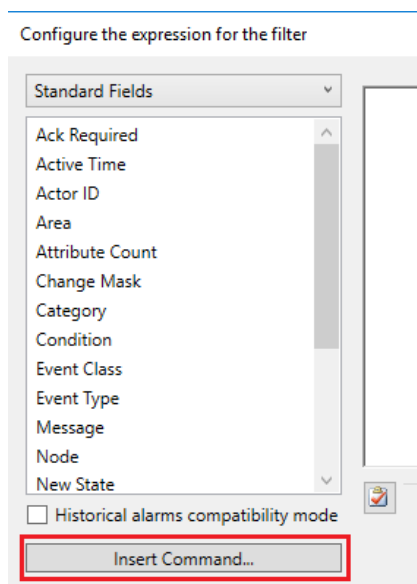 Configure the expression for the filter
Standard Fields
Ack Required
Active Time
Actor ID
Area
Attribute Count
Change Mask
Category
Condition
Event Class
Event Type
Message
Node
New State
Historical alarms compatibility mode
Insert Command...